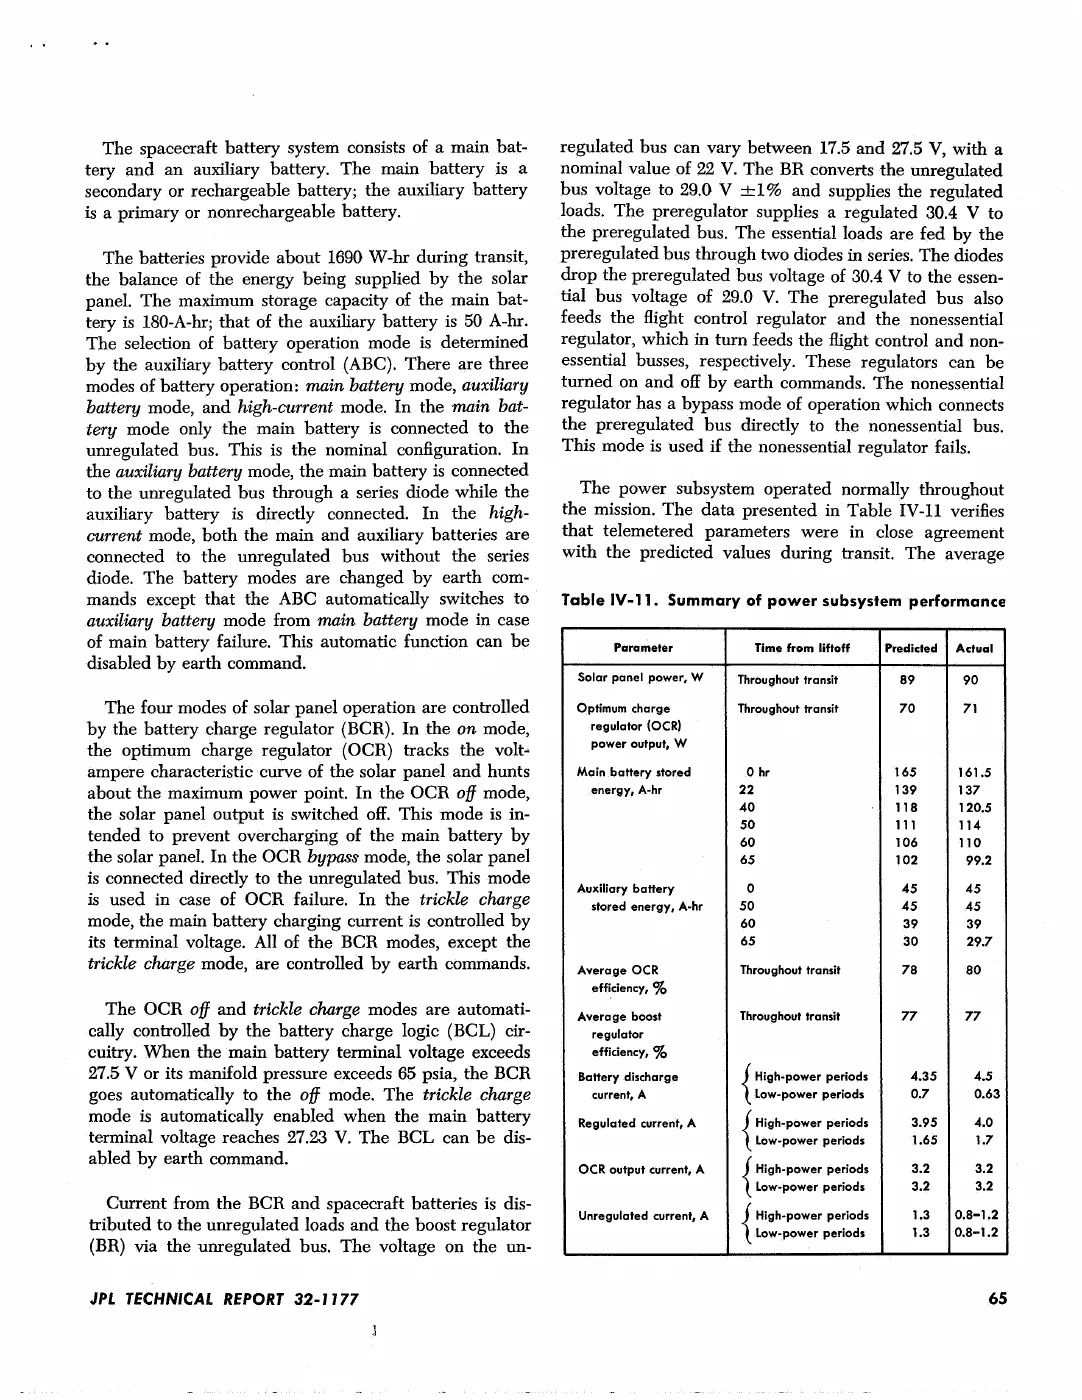 The spacecraft battery system consists of a main bat-
tery and an auxiliary battery. The main battery is a
secondary or rechargeable battery; the auxiliary battery
is a primary or nonrechargeable battery.
The batteries provide about 1690 W-hr during transit,
the balance of the energy being supplied by the solar
panel. The maximum storage capacity of the main bat-
tery is 180-A-hr; that of the auxiliary battery is 50 A-hr.
The selection of battery operation mode is determined
by the auxiliary battery control (ABC). There are three
modes of battery operation: main battery mode, auxiliary
battery mode, and high-current mode. In the main bat-
tery mode only the main battery is connected to the
unregulated bus. This is the nominal configuration. In
the auxiliary battery mode, the main battery is connected
to the unregulated bus through a series diode while the
auxiliary battery is directly connected. In the high-
current mode, both the main and auxiliary batteries are
connected to the unregulated bus without the series
diode. The battery modes are changed by earth com-
mands except that the ABC automatically switches to
auxiliary battery mode from main battery mode in case
of main battery failure. This automatic function can be
disabled by earth command.
The four modes of solar panel operation are controlled
by the battery charge regulator (BCR). In the on mode,
the optimum charge regulator (OCR) tracks the volt-
ampere characteristic curve of the solar panel and hunts
about the maximum power point. In the OCR off mode,
the solar panel output is switched off. This mode is in-
tended to prevent overcharging of the main battery by
the solar panel. In the OCR bypass mode, the solar panel
is connected directly to the unregulated bus. This mode
is used in case of OCR failure. In the trickle charge
mode, the main battery charging current is controlled by
its terminal voltage. All of the BCR modes, except the
trickle charge mode, are controlled by earth commands.
The OCR off and trickle charge modes are automati-
cally controlled by the battery charge logic (BCL) cir-
cuitry. When the main battery terminal voltage exceeds
27.5 V or its manifold pressure exceeds 65 psia, the BCR
goes automatically to the off mode. The trickle charge
mode is automatically enabled when the main battery
terminal voltage reaches 27.23 V. The BCL can be dis-
abled by earth command.
Current from the BCR and spacecraft batteries is dis-
tributed to the unregulated loads and the boost regulator
(BR) via the unregulated bus. The voltage on the un-
regulated bus can vary between 17.5 and 27.5 V, with a
nominal value of 22 V. The BR converts the unregulated
bus voltage to 29.0 V ±1% and supplies the regulated
loads. The preregulator supplies a regulated 30.4 V to
the preregulated bus. The essential loads are fed by the
preregulated bus through two diodes in series. The diodes
drop the preregulated bus voltage of 30.4 V to the essen-
tial bus voltage of 29.0 V. The preregulated bus also
feeds the flight control regulator and the nonessential
regulator, which in turn feeds the flight control and non-
essential busses, respectively. These regulators can be
turned on and off by earth commands. The nonessential
regulator has a bypass mode of operation which connects
the preregulated bus directly to the nonessential bus.
This mode is used if the nonessential regulator fails.
The power subsystem operated normally throughout
the mission. The data presented in Table IV-11 verifies
that telemetered parameters were in close agreement
with the predicted values during transit. The average
Table IV-11. Summary of power subsystem performance
Parameter Time from liftoff Predicted Actual
Solar panel power, W Throughout transit 89 90
Optimum charge Throughout transit 70 71
regulator (OCR)
power output, W
Main battery stored 0 hr 165 161.5
energy, A-hr 22 139 137
40 118 120.5
50 111 114
60 106 110
65 102 99.2
Auxiliary battery 0 45 45
stored energy, A-hr 50 45 45
60 39 39
65 30 29.7
Average OCR Throughout transit 78 80
efficiency, %
Average boost Throughout transit 77 77
regulator
efficiency, %
Battery discharge High-power periods 4.35 4.5
current, A Low-power periods 0.7 0.63
Regulated current, A High-power periods 3.95 4.0
Low-power periods 1.65 1.7
OCR output current, A High-power periods 3.2 3.2
Low-power periods 3.2 3.2
Unregulated current, A High-power periods 1.3 0.8–1.2
Low-power periods 1.3 0.8–1.2
JPL TECHNICAL REPORT 32-1177 65